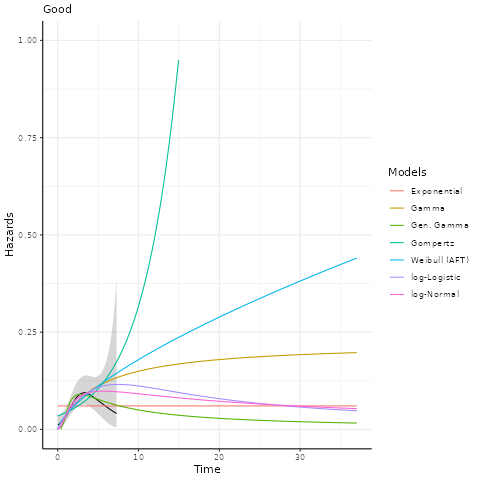 Good
1.00
0.75
0.50
0.25
0.00
Hazards
0
10
20
30
Time
Models
Exponential
Gamma
Gen. Gamma
Gompertz
Weibull (AFT)
log-Logistic
log-Normal